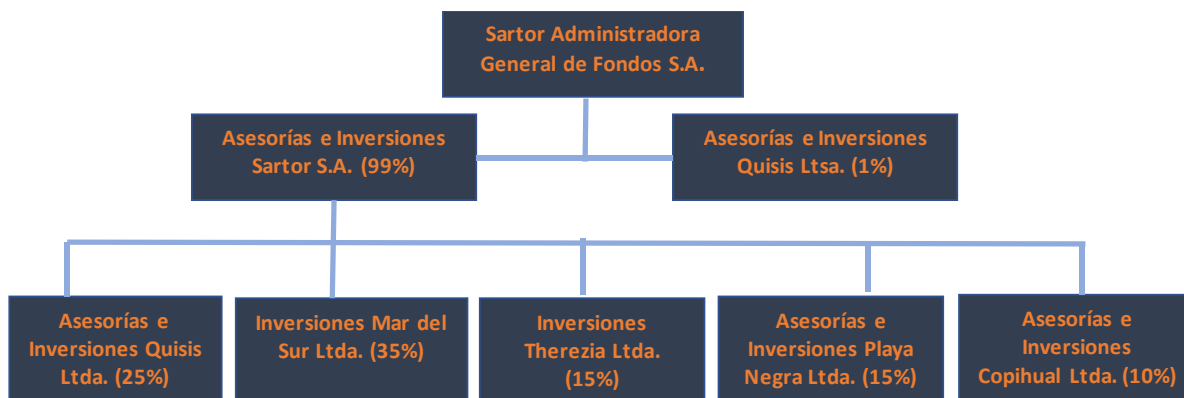 Sartor Administradora
General de Fondos S.A.
Asesorías e Inversiones
Sartor S.A. (99%)
Asesorías e Inversiones
Quisis Ltsa. (1%)
Asesorías e
Inversiones Quisis
Ltda. (25%)
Inversiones Mar del
Sur Ltda. (35%)
Inversiones
Therezia Ltda.
(15%)
Asesorías e
Inversiones Playa
Negra Ltda. (15%)
Asesorías e
Inversiones
Copihual Ltda. (10%)